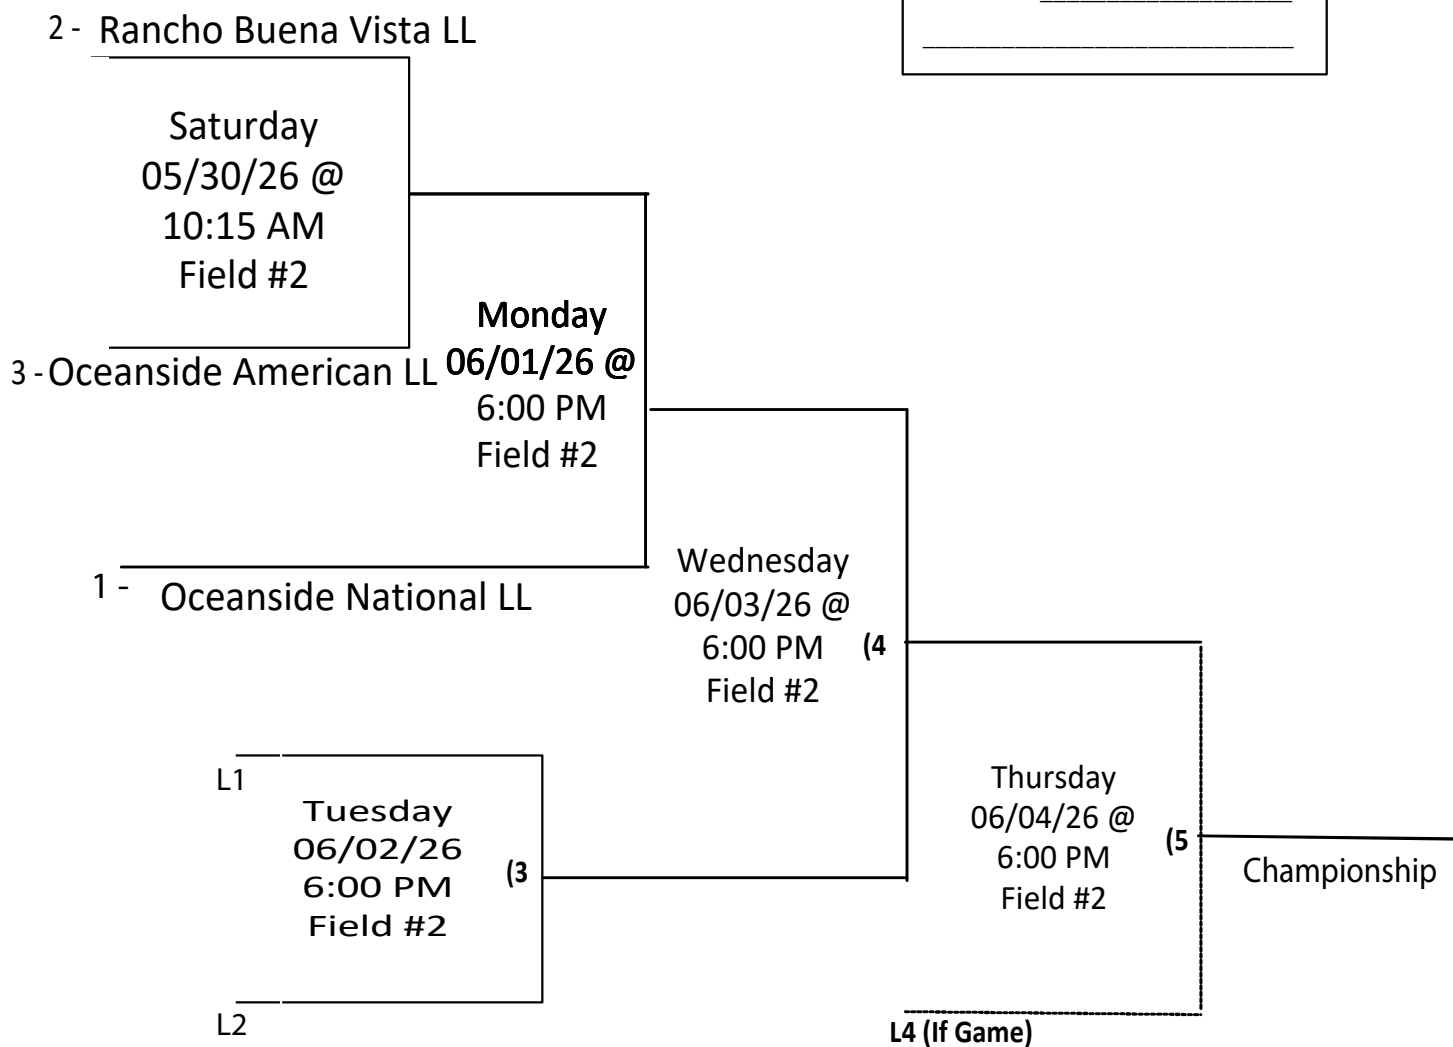 2 - Rancho Buena Vista LL
Saturday
05/30/26 @
10:15 AM
Field #2
3 - Oceanside American LL
Monday
06/01/26 @
6:00 PM
Field #2
1 - Oceanside National LL
Wednesday
06/03/26 @
6:00 PM (4
Field #2
L1
Tuesday
06/02/26
6:00 PM (3
Field #2
L2
Thursday
06/04/26 @
6:00 PM (5
Field #2
Championship
L4 (If Game)